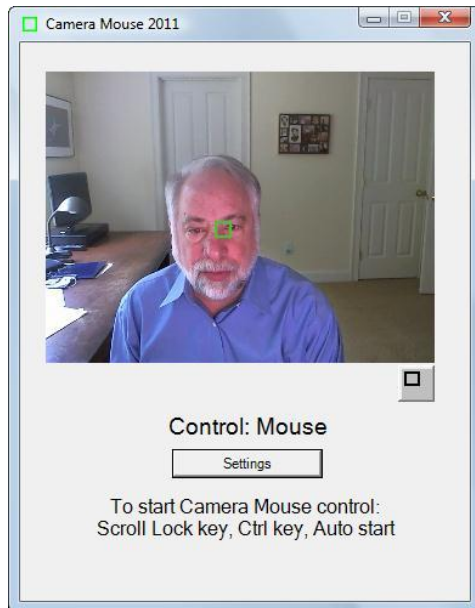 Camera Mouse 2011
Control: Mouse
Settings
To start Camera Mouse control:
Scroll Lock key, Ctrl key, Auto start